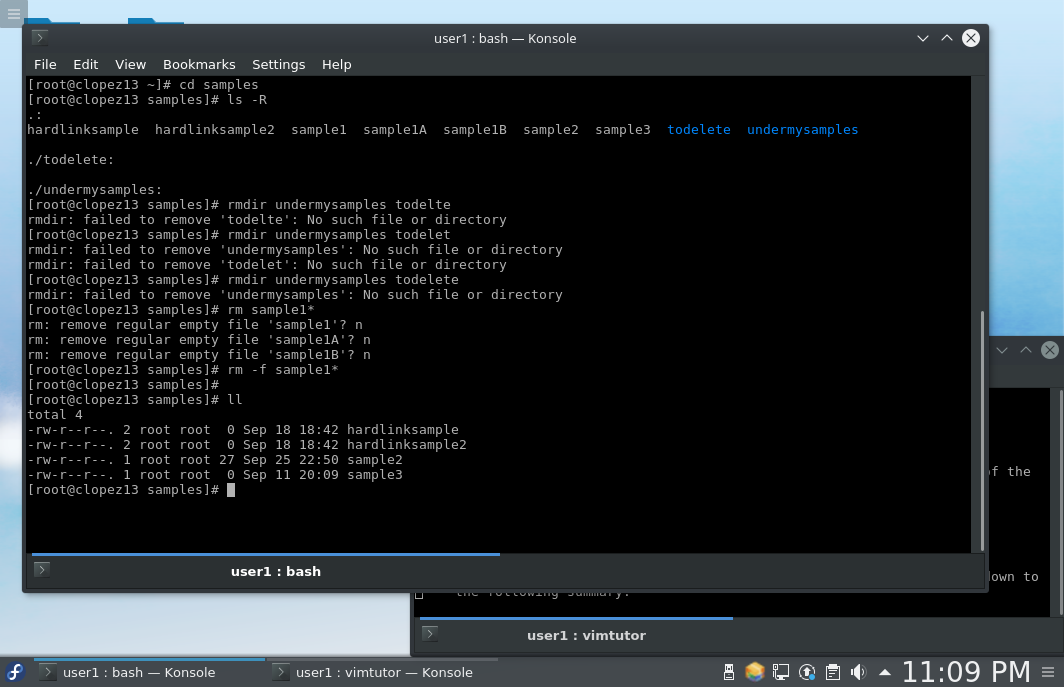 user1 : bash — Konsole
File Edit View Bookmarks Settings Help
[root@clopez13 ~]# cd samples
[root@clopez13 samples]# ls -R
.:
hardlinksample  hardlinksample2  sample1  sample1A  sample1B  sample2  sample3  todelete  undermysamples
./todelete:
./undermysamples:
[root@clopez13 samples]# rmdir undermysamples todelte
rmdir: failed to remove 'todelte': No such file or directory
[root@clopez13 samples]# rmdir undermysamples todelet
rmdir: failed to remove 'undermysamples': No such file or directory
rmdir: failed to remove 'todelet': No such file or directory
[root@clopez13 samples]# rmdir undermysamples todelete
rmdir: failed to remove 'undermysamples': No such file or directory
[root@clopez13 samples]# rm sample1*
rm: remove regular empty file 'sample1'? n
rm: remove regular empty file 'sample1A'? n
rm: remove regular empty file 'sample1B'? n
[root@clopez13 samples]# rm -f sample1*
[root@clopez13 samples]#
[root@clopez13 samples]# ll
total 4
-rw-r--r--. 2 root root  0 Sep 18 18:42 hardlinksample
-rw-r--r--. 2 root root  0 Sep 18 18:42 hardlinksample2
-rw-r--r--. 1 root root 27 Sep 25 22:50 sample2
-rw-r--r--. 1 root root  0 Sep 11 20:09 sample3
[root@clopez13 samples]#
user1 : bash
of the
down to
the following summary.
user1 : vimtutor
user1 : bash — Konsole
user1 : vimtutor — Konsole
11:09 PM